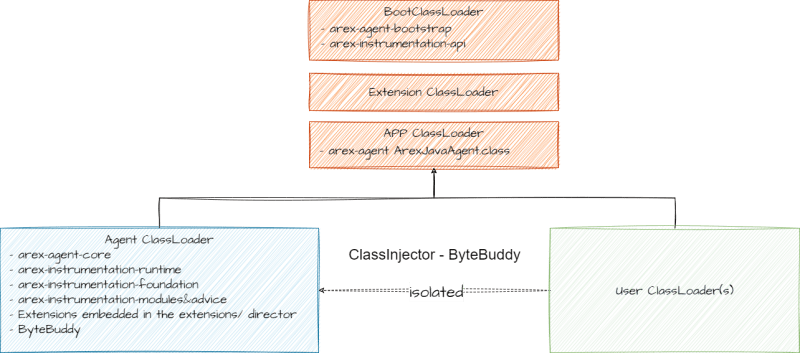 BootClassLoader
- arex-agent-bootstrap
- arex-instrumentation-api
Extension ClassLoader
APP ClassLoader
- arex-agent ArexJavaAgent.class
Agent ClassLoader
- arex-agent-core
- arex-instrumentation-runtime
- arex-instrumentation-foundation
- arex-instrumentation-modules&advice
- Extensions embedded in the extensions/ director
- ByteBuddy
ClassInjector - ByteBuddy
isolated
User ClassLoader(s)